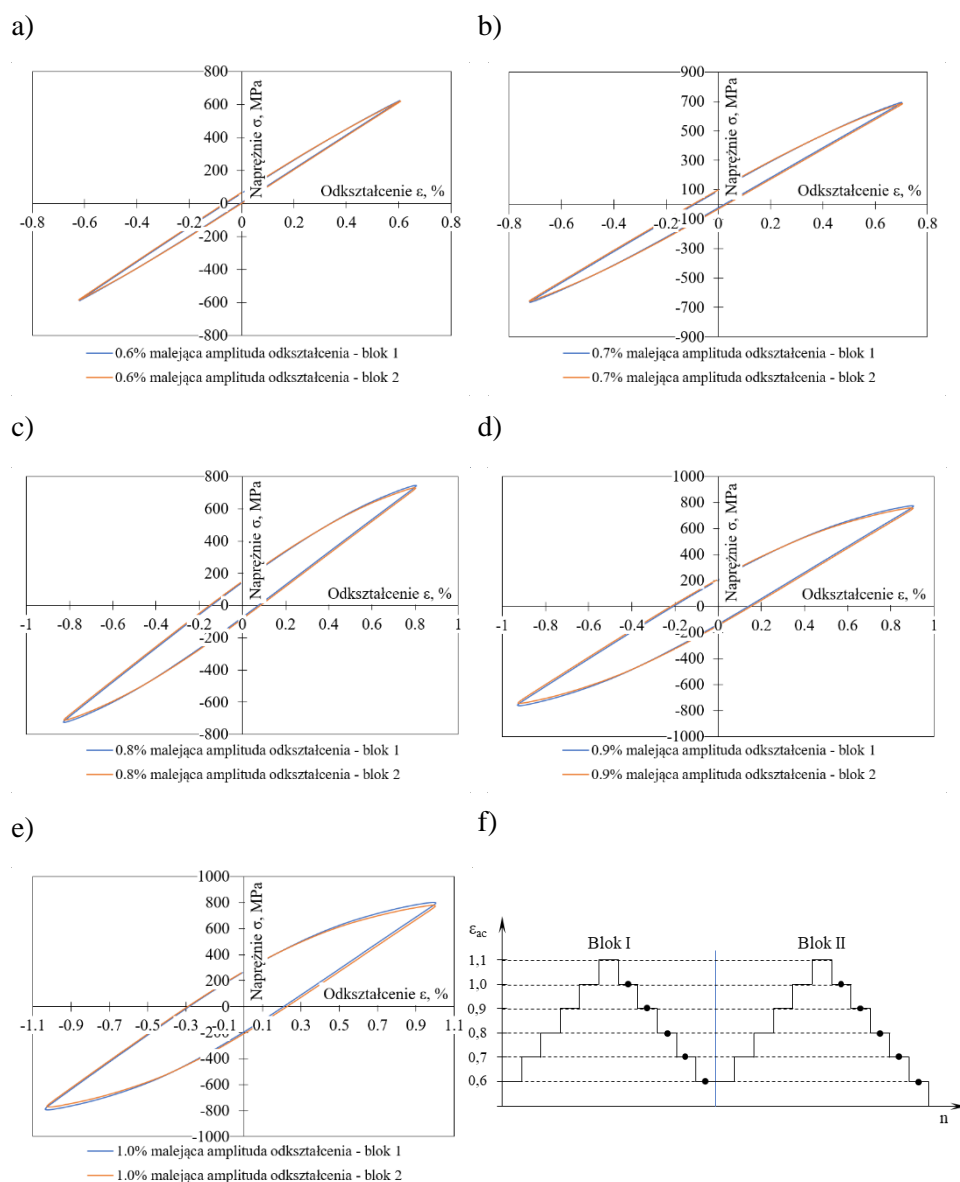 a)
800
600
400
200
0
-200
-400
-600
-800
-0.8 -0.6 -0.4 -0.2 0 0.2 0.4 0.6 0.8
Naprężnie σ, MPa
Odkształcenie ε, %
0.6% malejąca amplituda odkształcenia - blok 1
0.6% malejąca amplituda odkształcenia - blok 2
b)
900
700
500
300
100
-100
-300
-500
-700
-900
-0.8 -0.6 -0.4 -0.2 0 0.2 0.4 0.6 0.8
Naprężnie σ, MPa
Odkształcenie ε, %
0.7% malejąca amplituda odkształcenia - blok 1
0.7% malejąca amplituda odkształcenia - blok 2
c)
800
600
400
200
0
-200
-400
-600
-800
-1 -0.8 -0.6 -0.4 -0.2 0 0.2 0.4 0.6 0.8 1
Naprężnie σ, MPa
Odkształcenie ε, %
0.8% malejąca amplituda odkształcenia - blok 1
0.8% malejąca amplituda odkształcenia - blok 2
d)
1000
800
600
400
200
0
-200
-400
-600
-800
-1000
-1 -0.8 -0.6 -0.4 -0.2 0 0.2 0.4 0.6 0.8 1
Naprężnie σ, MPa
Odkształcenie ε, %
0.9% malejąca amplituda odkształcenia - blok 1
0.9% malejąca amplituda odkształcenia - blok 2
e)
1000
800
600
400
200
0
-200
-400
-600
-800
-1000
-1.1 -0.9 -0.7 -0.5 -0.3 -0.1 0.1 0.3 0.5 0.7 0.9 1.1
Naprężnie σ, MPa
Odkształcenie ε, %
1.0% malejąca amplituda odkształcenia - blok 1
1.0% malejąca amplituda odkształcenia - blok 2
f)
εac
Blok I Blok II
1,1
1,0
0,9
0,8
0,7
0,6
n